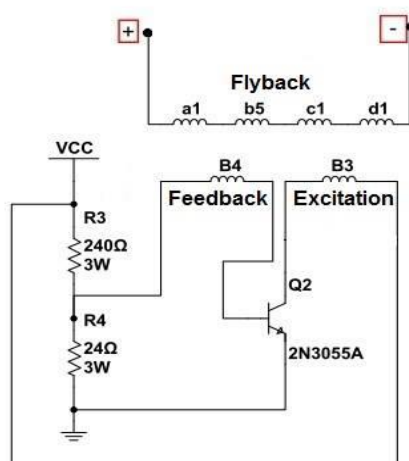 + -
Flyback
a1 b5 c1 d1
VCC
B4 B3
Feedback Excitation
R3
240Ω
3W
Q2
R4
24Ω
3W
2N3055A